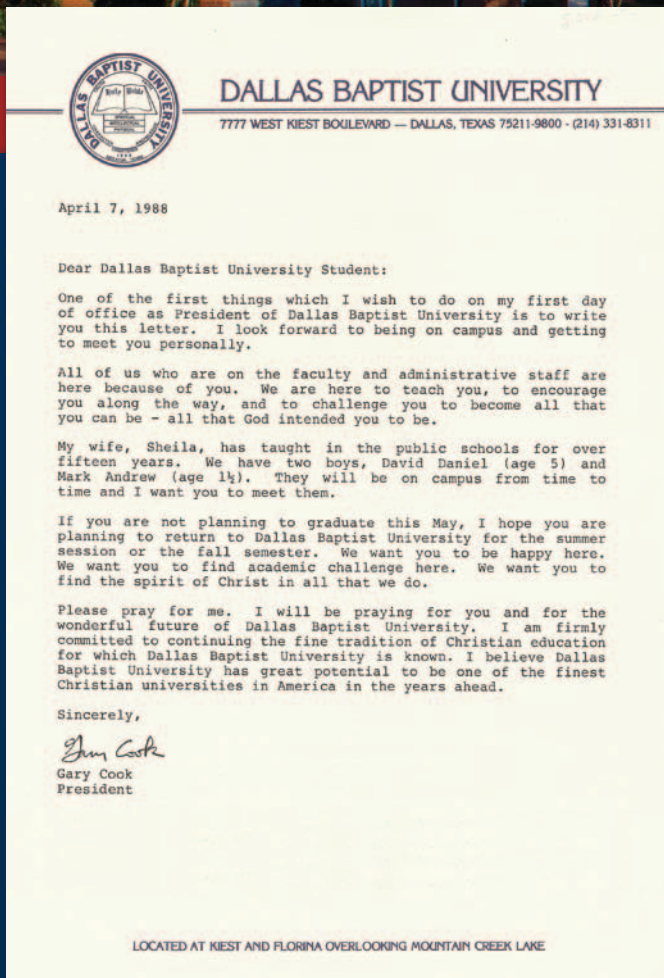 DALLAS BAPTIST UNIVERSITY
Holy Bible
DALLAS BAPTIST UNIVERSITY
7777 WEST KIEST BOULEVARD — DALLAS, TEXAS 75211-9800 - (214) 331-8311
April 7, 1988
Dear Dallas Baptist University Student:
One of the first things which I wish to do on my first day
of office as President of Dallas Baptist University is to write
you this letter. I look forward to being on campus and getting
to meet you personally.
All of us who are on the faculty and administrative staff are
here because of you. We are here to teach you, to encourage
you along the way, and to challenge you to become all that
you can be - all that God intended you to be.
My wife, Sheila, has taught in the public schools for over
fifteen years. We have two boys, David Daniel (age 5) and
Mark Andrew (age 1½). They will be on campus from time to
time and I want you to meet them.
If you are not planning to graduate this May, I hope you are
planning to return to Dallas Baptist University for the summer
session or the fall semester. We want you to be happy here.
We want you to find academic challenge here. We want you to
find the spirit of Christ in all that we do.
Please pray for me. I will be praying for you and for the
wonderful future of Dallas Baptist University. I am firmly
committed to continuing the fine tradition of Christian education
for which Dallas Baptist University is known. I believe Dallas
Baptist University has great potential to be one of the finest
Christian universities in America in the years ahead.
Sincerely,
Gary Cook
Gary Cook
President
LOCATED AT KIEST AND FLORINA OVERLOOKING MOUNTAIN CREEK LAKE